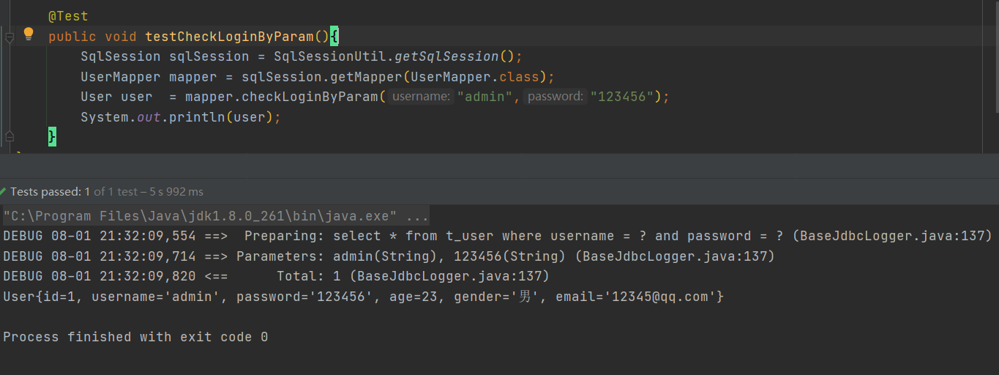 @Test
public void testCheckLoginByParam(){
SqlSession sqlSession = SqlSessionUtil.getSqlSession();
UserMapper mapper = sqlSession.getMapper(UserMapper.class);
User user  = mapper.checkLoginByParam( username: "admin", password: "123456");
System.out.println(user);
}
Tests passed: 1 of 1 test – 5 s 992 ms
"C:\Program Files\Java\jdk1.8.0_261\bin\java.exe" ...
DEBUG 08-01 21:32:09,554 ==>  Preparing: select * from t_user where username = ? and password = ? (BaseJdbcLogger.java:137)
DEBUG 08-01 21:32:09,714 ==> Parameters: admin(String), 123456(String) (BaseJdbcLogger.java:137)
DEBUG 08-01 21:32:09,820 <==      Total: 1 (BaseJdbcLogger.java:137)
User{id=1, username='admin', password='123456', age=23, gender='男', email='12345@qq.com'}
Process finished with exit code 0